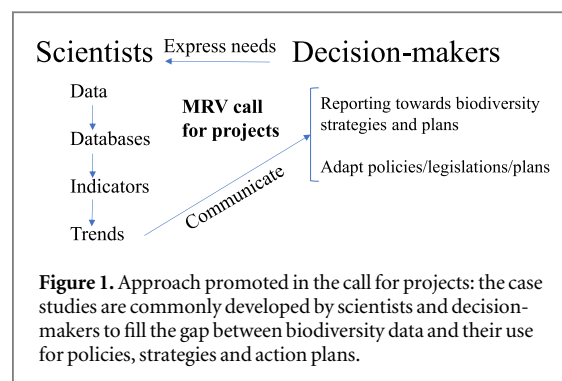 Scientists Express needs Decision-makers
Data
Databases
Indicators
Trends
MRV call
for projects
Communicate
Reporting towards biodiversity
strategies and plans
Adapt policies/legislations/plans
Figure 1. Approach promoted in the call for projects: the case
studies are commonly developed by scientists and decision-
makers to fill the gap between biodiversity data and their use
for policies, strategies and action plans.